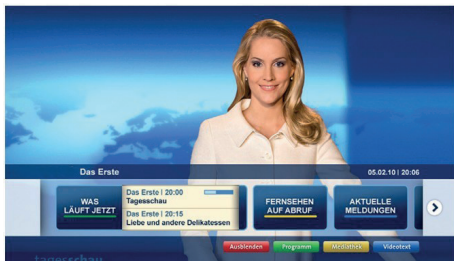 Das Erste
05.02.10 | 20:06
WAS
LÄUFT JETZT
Das Erste | 20:00
Tagesschau
Das Erste | 20:15
Liebe und andere Delikatessen
FERNSEHEN
AUF ABRUF
AKTUELLE
MELDUNGEN
Ausblenden
Programm
Mediathek
Videotext
tagesschau